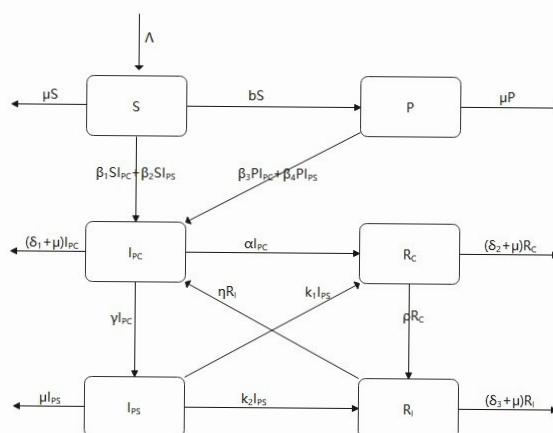 Λ
μS
S
bS
P
μP
β₁SI_PC+β₂SI_PS
β₃PI_PC+β₄PI_PS
(δ₁+μ)I_PC
I_PC
αI_PC
R_C
(δ₂+μ)R_C
γI_PC
ηR_I
k₁I_PS
ρR_C
μI_PS
I_PS
k₂I_PS
R_I
(δ₃+μ)R_I